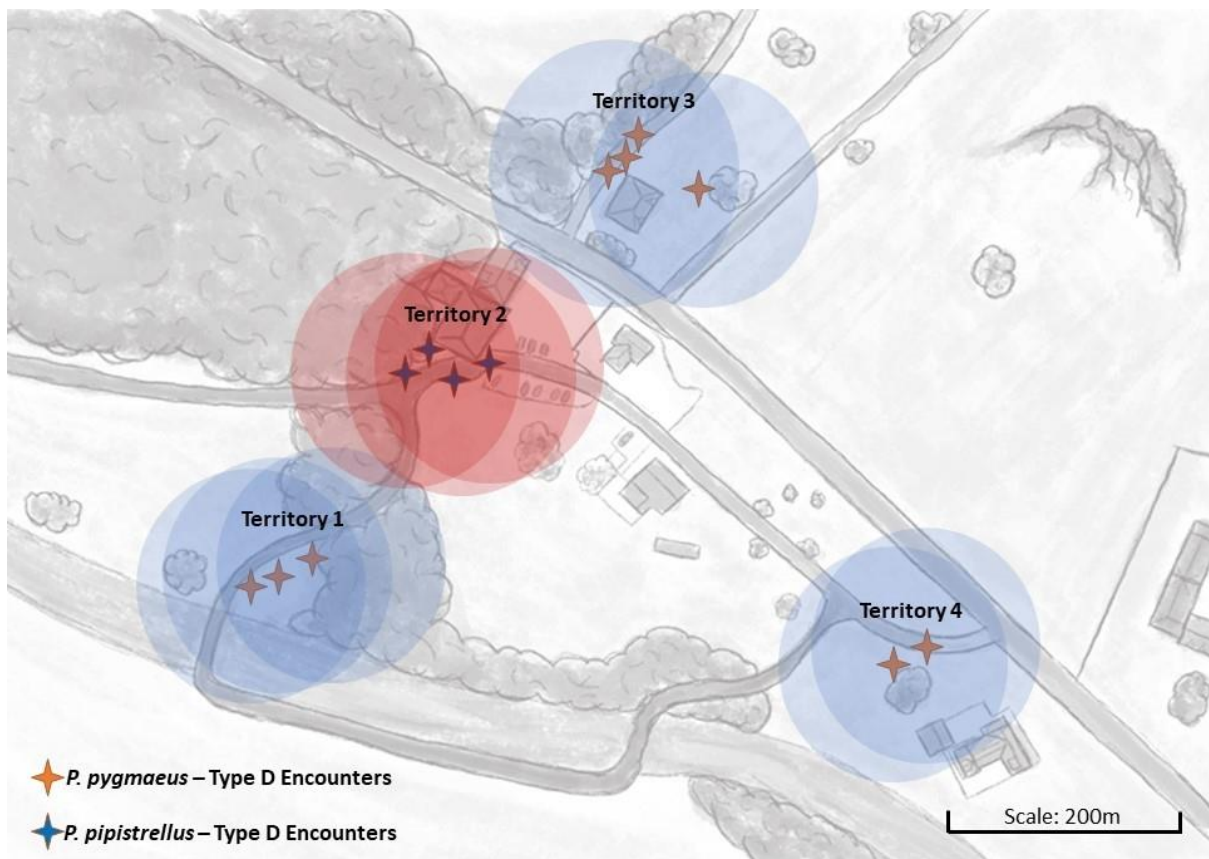 Territory 3
Territory 2
Territory 1
Territory 4
P. pygmaeus – Type D Encounters
P. pipistrellus – Type D Encounters
Scale: 200m